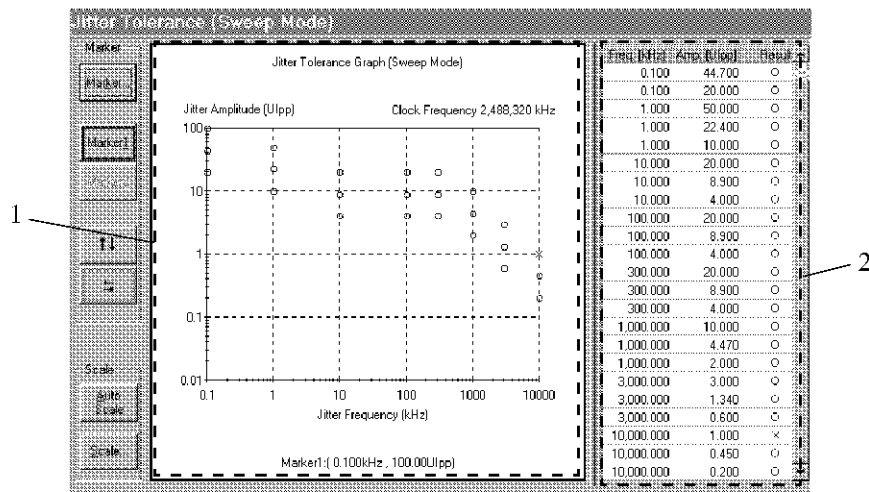 Jitter Tolerance (Sweep Mode)
Marker
Marker
Marker1
Scale
Auto
Scale
Scale
1
Jitter Tolerance Graph (Sweep Mode)
Jitter Amplitude (UIpp) Clock Frequency 2,488,320 kHz
100
10
1
0.1
0.01
0.1 1 10 100 1000 10000
Jitter Frequency (kHz)
Marker1:( 0.100kHz , 100.00UIpp)
Freq.[kHz] Amp.[UIpp] Result
0.100 44.700 ○
0.100 20.000 ○
1.000 50.000 ○
1.000 22.400 ○
1.000 10.000 ○
10.000 20.000 ○
10.000 8.900 ○
10.000 4.000 ○
100.000 20.000 ○
100.000 8.900 ○
100.000 4.000 ○
300.000 20.000 ○
300.000 8.900 ○
300.000 4.000 ○
1,000.000 10.000 ○
1,000.000 4.470 ○
1,000.000 2.000 ○
3,000.000 3.000 ○
3,000.000 1.340 ○
3,000.000 0.600 ○
10,000.000 1.000 ×
10,000.000 0.450 ○
10,000.000 0.200 ○
2